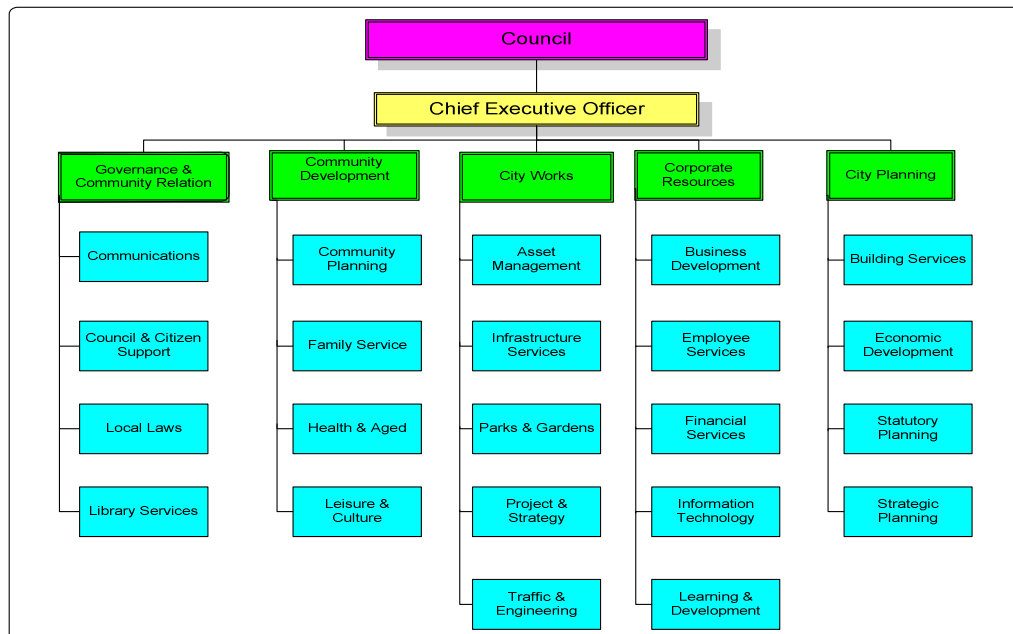 Council
Chief Executive Officer
Governance &
Community Relation
Community
Development
City Works
Corporate
Resources
City Planning
Communications
Community
Planning
Asset
Management
Business
Development
Building Services
Council & Citizen
Support
Family Service
Infrastructure
Services
Employee
Services
Economic
Development
Local Laws
Health & Aged
Parks & Gardens
Financial
Services
Statutory
Planning
Library Services
Leisure &
Culture
Project &
Strategy
Information
Technology
Strategic
Planning
Traffic &
Engineering
Learning &
Development